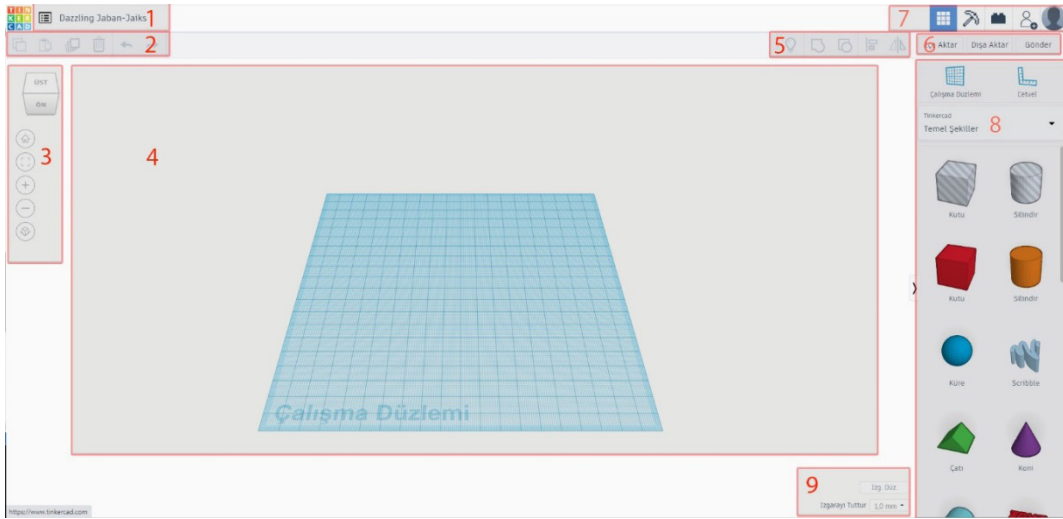 TIN
KER
CAD
Dazzling Jaban-Jaiks
1
7
2
5
6
Aktar Dışa Aktar Gönder
ÜST
ÖN
3
4
Çalışma Düzlemi
Cetvel
Tinkercad
Temel Şekiller
8
Kutu
Silindir
Kutu
Silindir
Küre
Scribble
Çatı
Koni
Çalışma Düzlemi
9
Izg. Düz.
Izgarayı Tuttur 1,0 mm
https://www.tinkercad.com